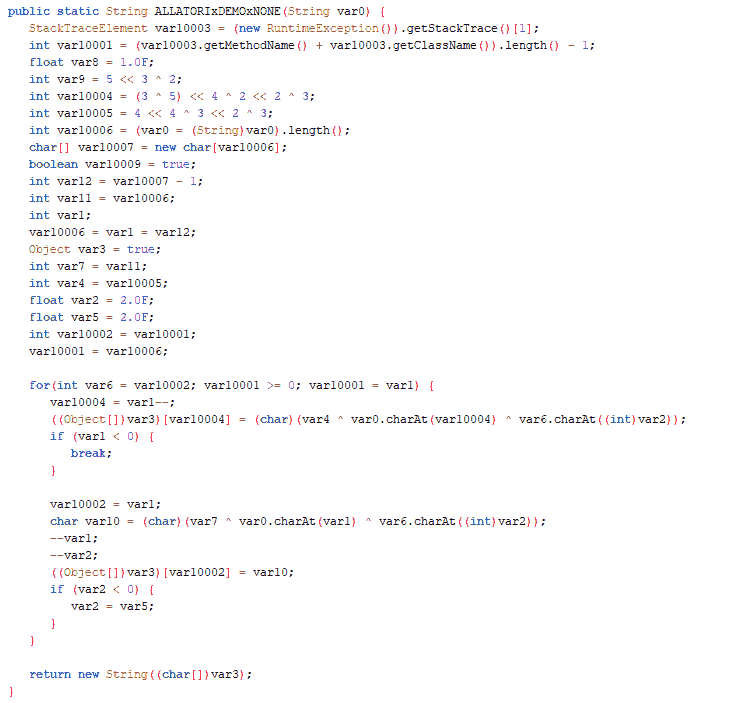 public static String ALLATORIxDEMOxNONE(String var0) {
StackTraceElement var10003 = (new RuntimeException()).getStackTrace()[1];
int var10001 = (var10003.getMethodName() + var10003.getClassName()).length() - 1;
float var8 = 1.0F;
int var9 = 5 << 3 ^ 2;
int var10004 = (3 ^ 5) << 4 ^ 2 << 2 ^ 3;
int var10005 = 4 << 4 ^ 3 << 2 ^ 3;
int var10006 = (var0 = (String)var0).length();
char[] var10007 = new char[var10006];
boolean var10009 = true;
int var12 = var10007 - 1;
int var11 = var10006;
int var1;
var10006 = var1 = var12;
Object var3 = true;
int var7 = var11;
int var4 = var10005;
float var2 = 2.0F;
float var5 = 2.0F;
int var10002 = var10001;
var10001 = var10006;
for(int var6 = var10002; var10001 >= 0; var10001 = var1) {
var10004 = var1--;
((Object[])var3)[var10004] = (char)(var4 ^ var0.charAt(var10004) ^ var6.charAt((int)var2));
if (var1 < 0) {
break;
}
var10002 = var1;
char var10 = (char)(var7 ^ var0.charAt(var1) ^ var6.charAt((int)var2));
--var1;
--var2;
((Object[])var3)[var10002] = var10;
if (var2 < 0) {
var2 = var5;
}
}
return new String((char[])var3);
}